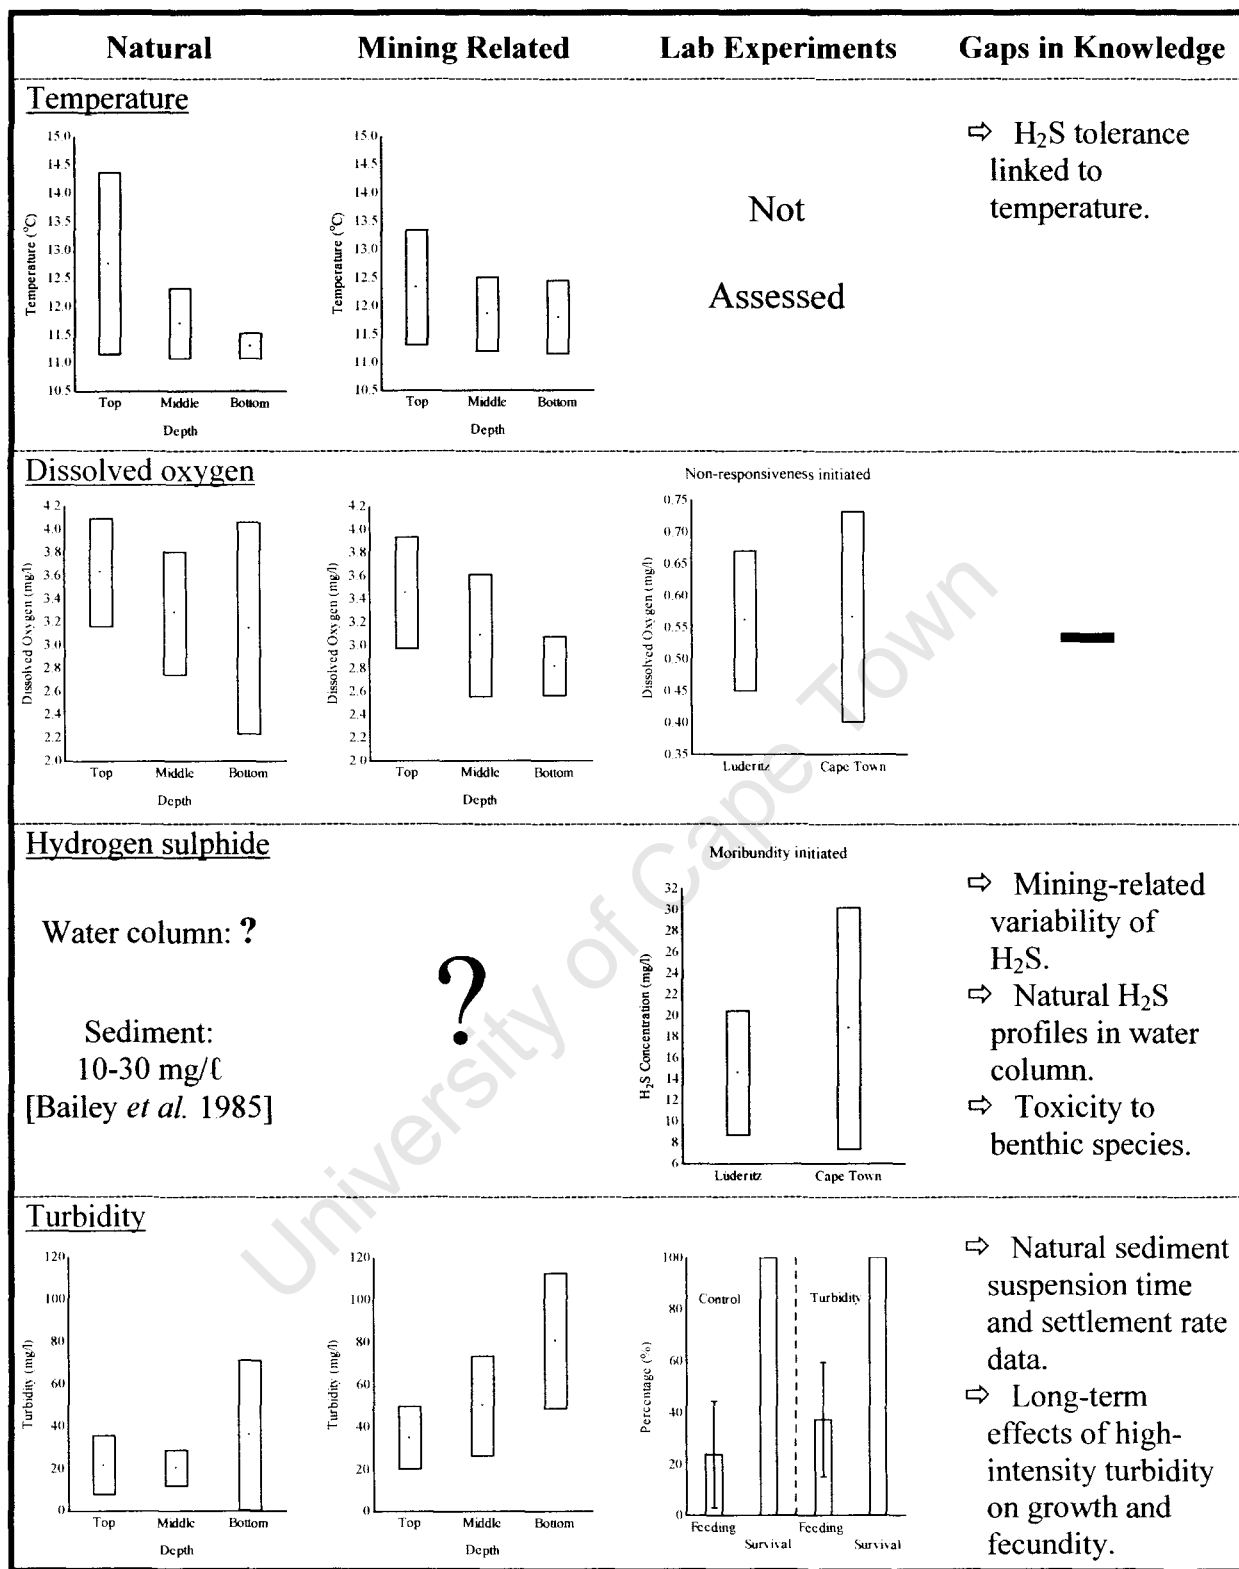 Natural
Mining Related
Lab Experiments
Gaps in Knowledge
Temperature
15.0
14.5
14.0
13.5
13.0
12.5
12.0
11.5
11.0
10.5
Temperature (°C)
Top Middle Bottom
Depth
15.0
14.5
14.0
13.5
13.0
12.5
12.0
11.5
11.0
10.5
Temperature (°C)
Top Middle Bottom
Depth
Not
Assessed
⇨ H₂S tolerance
linked to
temperature.
Dissolved oxygen
4.2
4.0
3.8
3.6
3.4
3.2
3.0
2.8
2.6
2.4
2.2
2.0
Dissolved Oxygen (mg/l)
Top Middle Bottom
Depth
4.2
4.0
3.8
3.6
3.4
3.2
3.0
2.8
2.6
2.4
2.2
2.0
Dissolved Oxygen (mg/l)
Top Middle Bottom
Depth
Non-responsiveness initiated
0.75
0.70
0.65
0.60
0.55
0.50
0.45
0.40
0.35
Dissolved Oxygen (mg/l)
Luderitz Cape Town
Hydrogen sulphide
Water column: ?
Sediment:
10-30 mg/ℓ
[Bailey et al. 1985]
?
Moribundity initiated
32
30
28
26
24
22
20
18
16
14
12
10
8
6
H₂S Concentration (mg/l)
Lüderitz Cape Town
⇨ Mining-related
variability of
H₂S.
⇨ Natural H₂S
profiles in water
column.
⇨ Toxicity to
benthic species.
Turbidity
120
100
80
60
40
20
0
Turbidity (mg/l)
Top Middle Bottom
Depth
120
100
80
60
40
20
0
Turbidity (mg/l)
Top Middle Bottom
Depth
100
80
60
40
20
0
Percentage (%)
Control Turbidity
Feeding Survival Feeding Survival
⇨ Natural sediment
suspension time
and settlement rate
data.
⇨ Long-term
effects of high-
intensity turbidity
on growth and
fecundity.
University of Cape Town